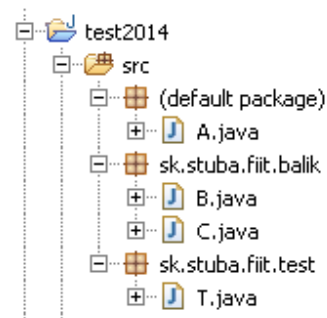 test2014
src
(default package)
A.java
sk.stuba.fiit.balik
B.java
C.java
sk.stuba.fiit.test
T.java